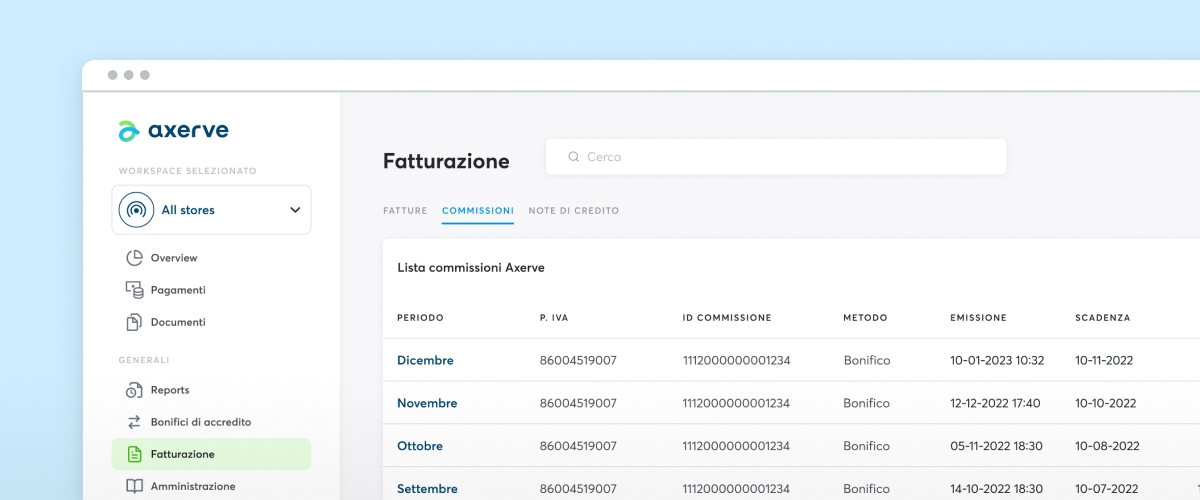 axerve
WORKSPACE SELEZIONATO
All stores
Overview
Pagamenti
Documenti
GENERALI
Reports
Bonifici di accredito
Fatturazione
Amministrazione
Fatturazione
Cerca
FATTURE COMMISSIONI NOTE DI CREDITO
Lista commissioni Axerve
PERIODO P. IVA ID COMMISSIONE METODO EMISSIONE SCADENZA
Dicembre 86004519007 1112000000001234 Bonifico 10-01-2023 10:32 10-11-2022
Novembre 86004519007 1112000000001234 Bonifico 12-12-2022 17:40 10-10-2022
Ottobre 86004519007 1112000000001234 Bonifico 05-11-2022 18:30 10-08-2022
Settembre 86004519007 1112000000001234 Bonifico 14-10-2022 18:30 10-07-2022